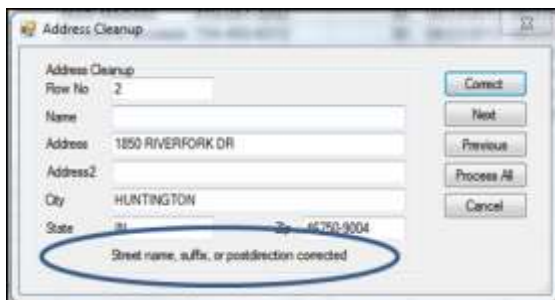 Address Cleanup
Address Cleanup
Row No 2
Correct
Name
Next
Address 1850 RIVERFORK DR
Previous
Address2
Process All
City HUNTINGTON
Cancel
State IN Zip 46750-9004
Street name, suffix, or postdirection corrected